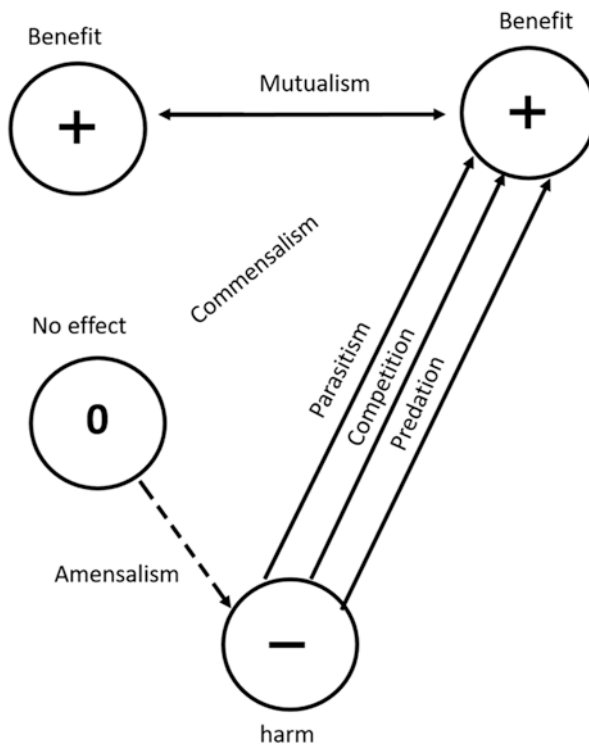 Benefit
Benefit
+
Mutualism
+
Commensalism
No effect
0
Parasitism
Competition
Predation
Amensalism
−
harm